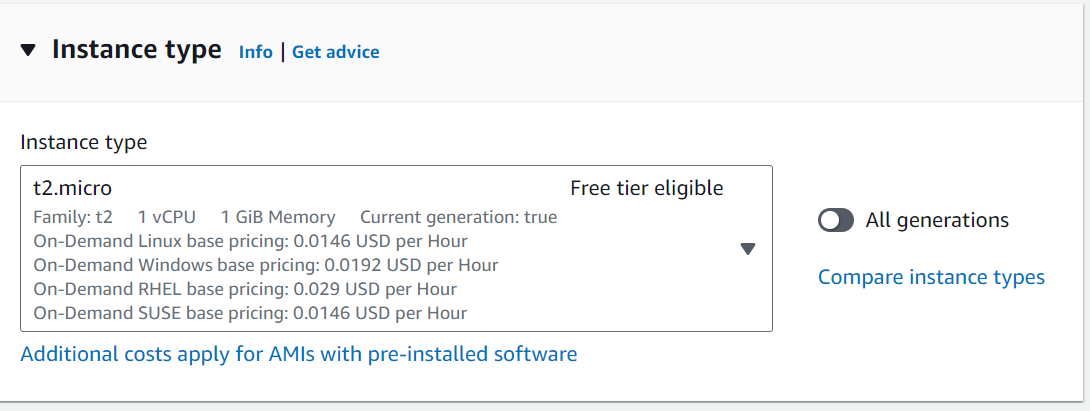 Instance type Info | Get advice
Instance type
t2.micro Free tier eligible
Family: t2 1 vCPU 1 GiB Memory Current generation: true
On-Demand Linux base pricing: 0.0146 USD per Hour
On-Demand Windows base pricing: 0.0192 USD per Hour
On-Demand RHEL base pricing: 0.029 USD per Hour
On-Demand SUSE base pricing: 0.0146 USD per Hour
All generations
Compare instance types
Additional costs apply for AMIs with pre-installed software